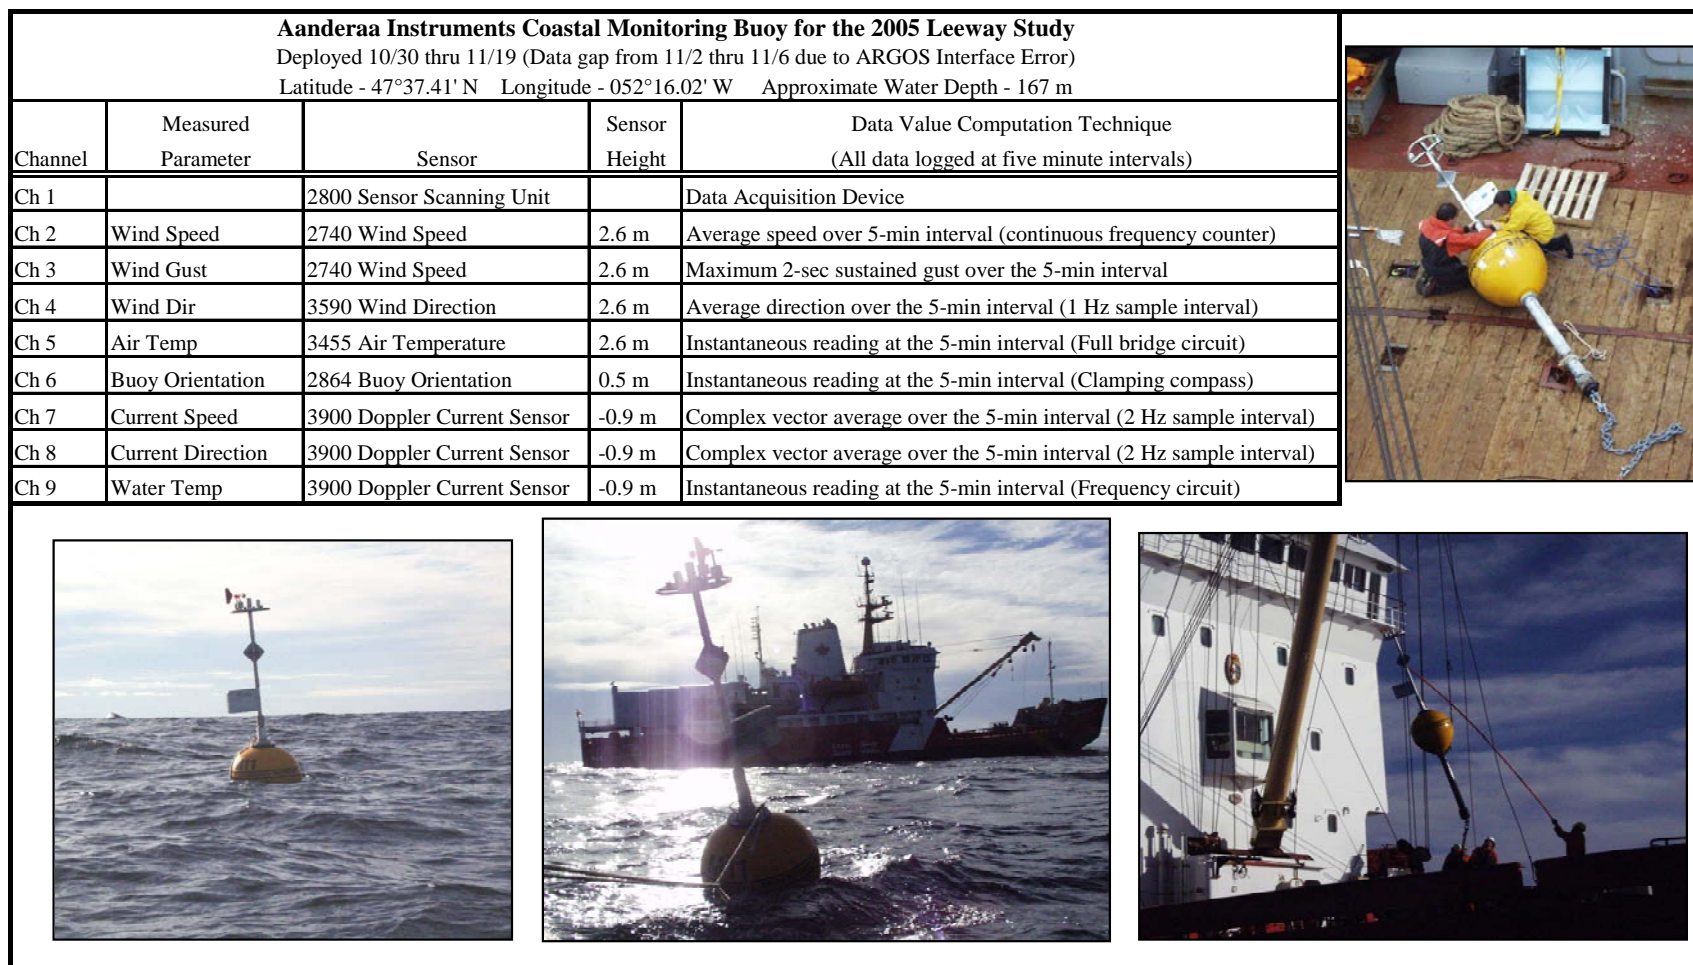 Aanderaa Instruments Coastal Monitoring Buoy for the 2005 Leeway Study
Deployed 10/30 thru 11/19 (Data gap from 11/2 thru 11/6 due to ARGOS Interface Error)
Latitude - 47°37.41' N Longitude - 052°16.02' W Approximate Water Depth - 167 m
Channel Measured Parameter Sensor Sensor Height Data Value Computation Technique (All data logged at five minute intervals)
Ch 1 2800 Sensor Scanning Unit Data Acquisition Device
Ch 2 Wind Speed 2740 Wind Speed 2.6 m Average speed over 5-min interval (continuous frequency counter)
Ch 3 Wind Gust 2740 Wind Speed 2.6 m Maximum 2-sec sustained gust over the 5-min interval
Ch 4 Wind Dir 3590 Wind Direction 2.6 m Average direction over the 5-min interval (1 Hz sample interval)
Ch 5 Air Temp 3455 Air Temperature 2.6 m Instantaneous reading at the 5-min interval (Full bridge circuit)
Ch 6 Buoy Orientation 2864 Buoy Orientation 0.5 m Instantaneous reading at the 5-min interval (Clamping compass)
Ch 7 Current Speed 3900 Doppler Current Sensor -0.9 m Complex vector average over the 5-min interval (2 Hz sample interval)
Ch 8 Current Direction 3900 Doppler Current Sensor -0.9 m Complex vector average over the 5-min interval (2 Hz sample interval)
Ch 9 Water Temp 3900 Doppler Current Sensor -0.9 m Instantaneous reading at the 5-min interval (Frequency circuit)